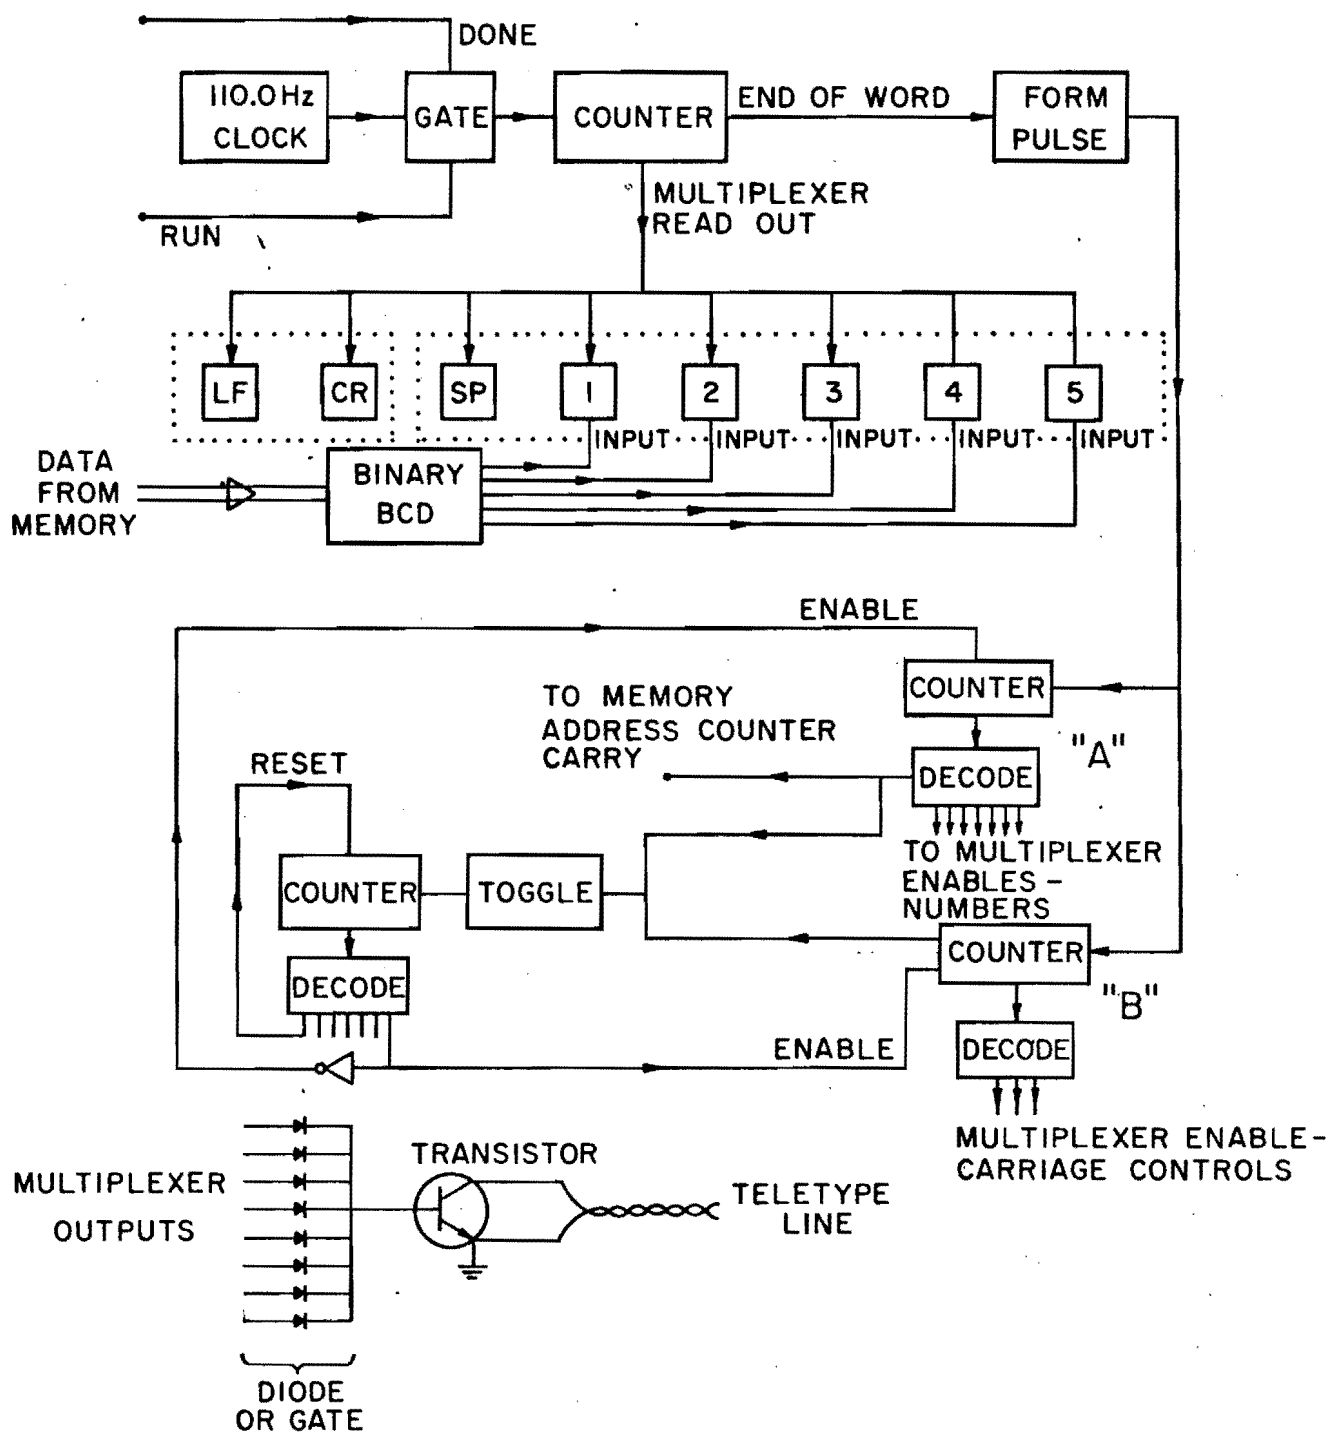 DONE
110.0 Hz
CLOCK
GATE
COUNTER
END OF WORD
FORM
PULSE
RUN
MULTIPLEXER
READ OUT
LF
CR
SP
1
2
3
4
5
INPUT
INPUT
INPUT
INPUT
INPUT
DATA
FROM
MEMORY
BINARY
BCD
ENABLE
COUNTER
"A"
TO MEMORY
ADDRESS COUNTER
CARRY
DECODE
TO MULTIPLEXER
ENABLES -
NUMBERS
RESET
COUNTER
TOGGLE
DECODE
COUNTER
"B"
ENABLE
DECODE
MULTIPLEXER ENABLE-
CARRIAGE CONTROLS
MULTIPLEXER
OUTPUTS
TRANSISTOR
TELETYPE
LINE
DIODE
OR GATE